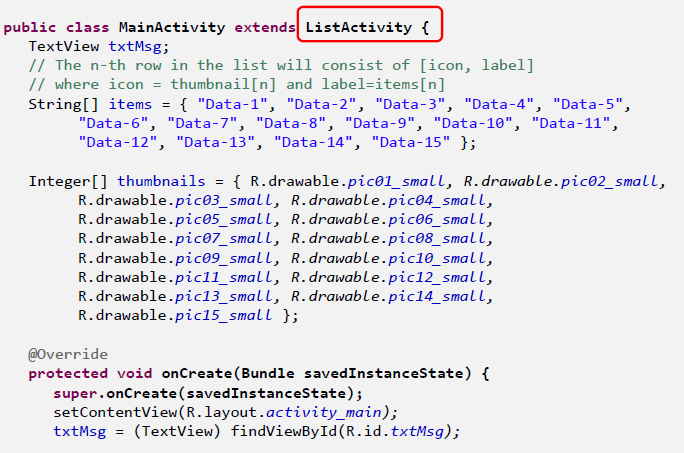 public class MainActivity extends ListActivity {
TextView txtMsg;
// The n-th row in the list will consist of [icon, label]
// where icon = thumbnail[n] and label=items[n]
String[] items = { "Data-1", "Data-2", "Data-3", "Data-4", "Data-5",
"Data-6", "Data-7", "Data-8", "Data-9", "Data-10", "Data-11",
"Data-12", "Data-13", "Data-14", "Data-15" };
Integer[] thumbnails = { R.drawable.pic01_small, R.drawable.pic02_small,
R.drawable.pic03_small, R.drawable.pic04_small,
R.drawable.pic05_small, R.drawable.pic06_small,
R.drawable.pic07_small, R.drawable.pic08_small,
R.drawable.pic09_small, R.drawable.pic10_small,
R.drawable.pic11_small, R.drawable.pic12_small,
R.drawable.pic13_small, R.drawable.pic14_small,
R.drawable.pic15_small };
@Override
protected void onCreate(Bundle savedInstanceState) {
super.onCreate(savedInstanceState);
setContentView(R.layout.activity_main);
txtMsg = (TextView) findViewById(R.id.txtMsg);